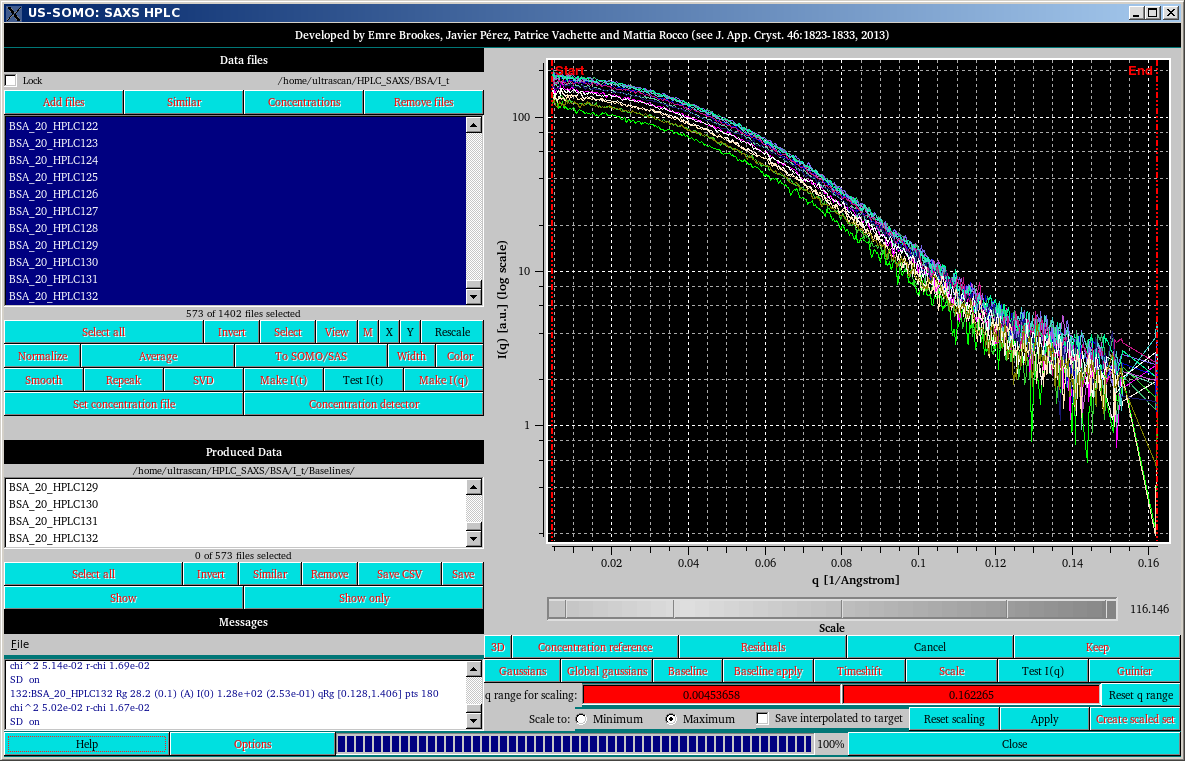 US-SOMO: SAXS HPLC
Developed by Emre Brookes, Javier Pérez, Patrice Vachette and Mattia Rocco (see J. App. Cryst. 46:1823-1833, 2013)
Data files
Lock /home/ultrascan/HPLC_SAXS/BSA/I_t
Add files Similar Concentrations Remove files
BSA_20_HPLC122
BSA_20_HPLC123
BSA_20_HPLC124
BSA_20_HPLC125
BSA_20_HPLC126
BSA_20_HPLC127
BSA_20_HPLC128
BSA_20_HPLC129
BSA_20_HPLC130
BSA_20_HPLC131
BSA_20_HPLC132
573 of 1402 files selected
Select all Invert Select View M X Y Rescale
Normalize Average To SOMO/SAS Width Color
Smooth Repeak SVD Make I(t) Test I(t) Make I(q)
Set concentration file Concentration detector
Produced Data
/home/ultrascan/HPLC_SAXS/BSA/I_t/Baselines/
BSA_20_HPLC129
BSA_20_HPLC130
BSA_20_HPLC131
BSA_20_HPLC132
0 of 573 files selected
Select all Invert Similar Remove Save CSV Save
Show Show only
Messages
File
chi^2 5.14e-02 r-chi 1.69e-02
SD on
132:BSA_20_HPLC132 Rg 28.2 (0.1) (A) I(0) 1.28e+02 (2.53e-01) qRg [0.128,1.406] pts 180
chi^2 5.02e-02 r-chi 1.67e-02
SD on
Help Options 100% Close
Start End
I(q) [a.u.] (log scale)
100
10
1
0.02 0.04 0.06 0.08 0.1 0.12 0.14 0.16
q [1/Angstrom]
116.146
Scale
3D Concentration reference Residuals Cancel Keep
Gaussians Global gaussians Baseline Baseline apply Timeshift Scale Test I(q) Guinier
q range for scaling: 0.00453658 0.162265 Reset q range
Scale to: Minimum Maximum Save interpolated to target Reset scaling Apply Create scaled set